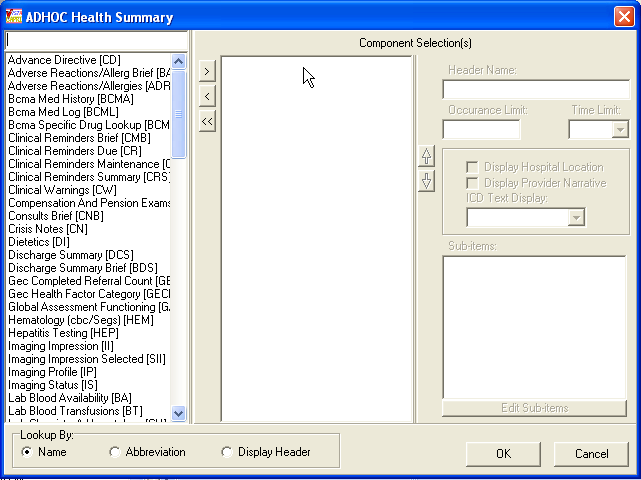 ADHOC Health Summary
Component Selection(s)
Advance Directive [CD]
Adverse Reactions/Allerg Brief [BA
Adverse Reactions/Allergies [ADR
Bcma Med History [BCMA]
Bcma Med Log [BCML]
Bcma Specific Drug Lookup [BCM
Clinical Reminders Brief [CMB]
Clinical Reminders Due [CR]
Clinical Reminders Maintenance [C
Clinical Reminders Summary [CRS]
Clinical Warnings [CW]
Compensation And Pension Exams
Consults Brief [CNB]
Crisis Notes [CN]
Dietetics [DI]
Discharge Summary [DCS]
Discharge Summary Brief [BDS]
Gec Completed Referral Count [GE
Gec Health Factor Category [GECH
Global Assessment Functioning [GA
Hematology (cbc/Segs) [HEM]
Hepatitis Testing [HEP]
Imaging Impression [II]
Imaging Impression Selected [SII]
Imaging Profile [IP]
Imaging Status [IS]
Lab Blood Availability [BA]
Lab Blood Transfusions [BT]
>
<
<<
Header Name:
Occurance Limit:
Time Limit:
Display Hospital Location
Display Provider Narrative
ICD Text Display:
Sub-items:
Edit Sub-items
Lookup By:
Name
Abbreviation
Display Header
OK
Cancel